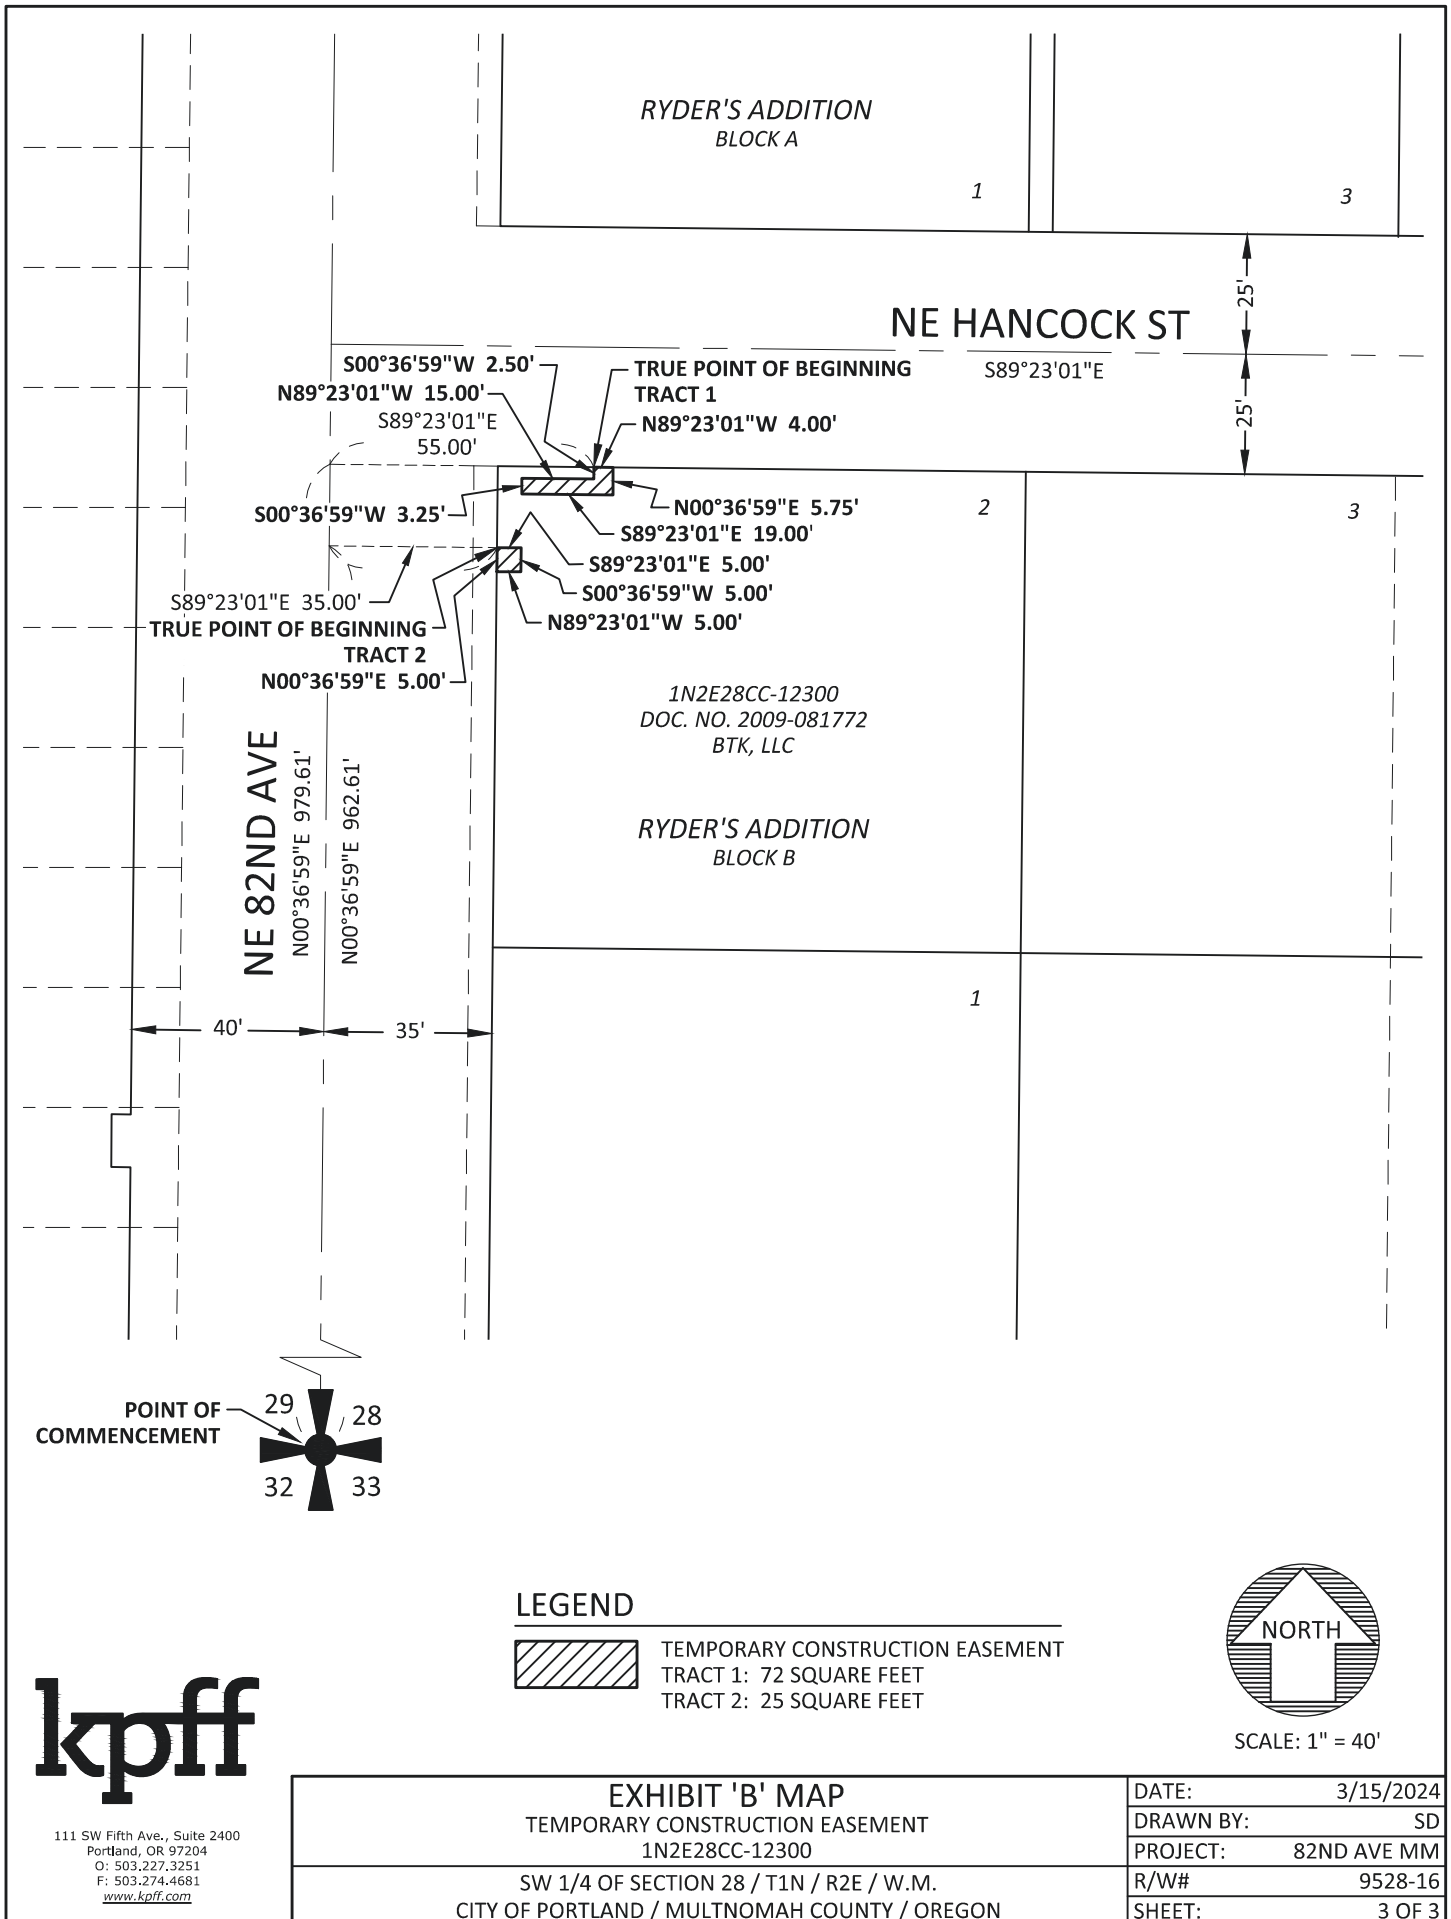 RYDER'S ADDITION
BLOCK A
1
3
25'
NE HANCOCK ST
S89°23'01"E
25'
S00°36'59"W 2.50'
N89°23'01"W 15.00'
S89°23'01"E
55.00'
TRUE POINT OF BEGINNING
TRACT 1
N89°23'01"W 4.00'
S00°36'59"W 3.25'
N00°36'59"E 5.75'
S89°23'01"E 19.00'
2
3
S89°23'01"E 5.00'
S00°36'59"W 5.00'
N89°23'01"W 5.00'
S89°23'01"E 35.00'
TRUE POINT OF BEGINNING
TRACT 2
N00°36'59"E 5.00'
1N2E28CC-12300
DOC. NO. 2009-081772
BTK, LLC
RYDER'S ADDITION
BLOCK B
NE 82ND AVE
N00°36'59"E 979.61'
N00°36'59"E 962.61'
1
40'
35'
POINT OF
COMMENCEMENT
29
28
32
33
LEGEND
TEMPORARY CONSTRUCTION EASEMENT
TRACT 1: 72 SQUARE FEET
TRACT 2: 25 SQUARE FEET
NORTH
SCALE: 1" = 40'
kpff
111 SW Fifth Ave., Suite 2400
Portland, OR 97204
O: 503.227.3251
F: 503.274.4681
www.kpff.com
EXHIBIT 'B' MAP
TEMPORARY CONSTRUCTION EASEMENT
1N2E28CC-12300
SW 1/4 OF SECTION 28 / T1N / R2E / W.M.
CITY OF PORTLAND / MULTNOMAH COUNTY / OREGON
DATE: 3/15/2024
DRAWN BY: SD
PROJECT: 82ND AVE MM
R/W# 9528-16
SHEET: 3 OF 3